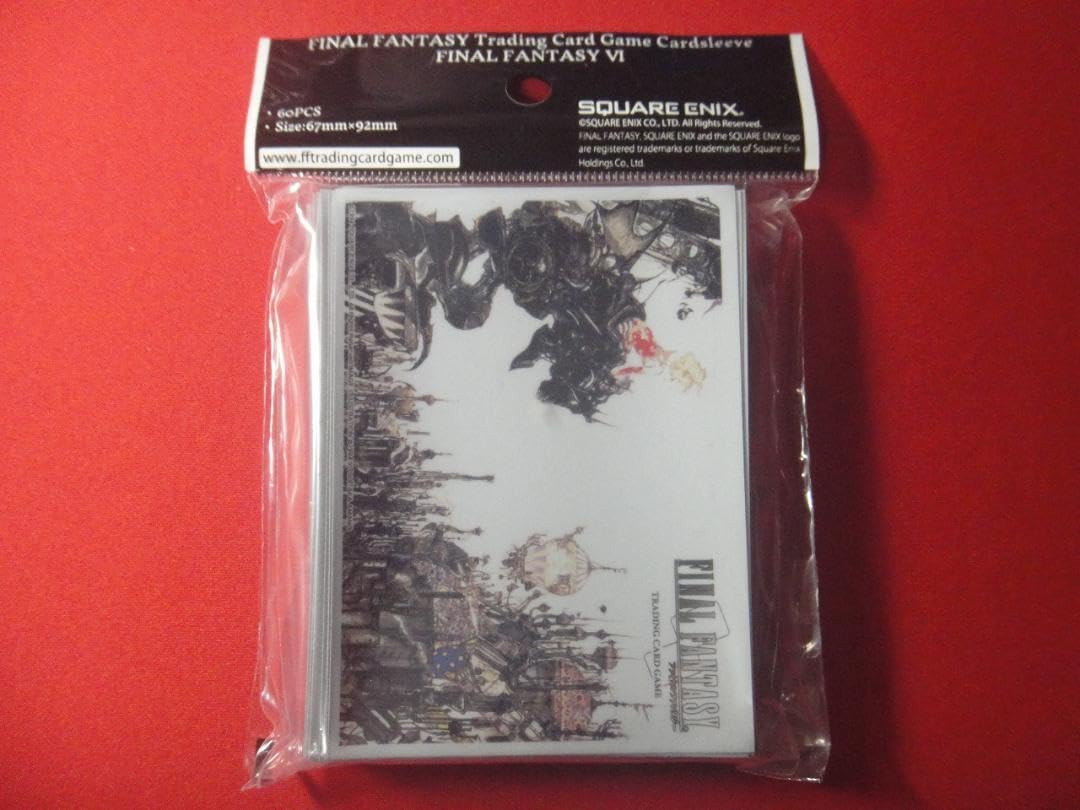 FINAL FANTASY Trading Card Game Cardsleeve
FINAL FANTASY VI
・60PCS
・Size:67mm×92mm
www.fftradingcardgame.com
SQUARE ENIX®
©SQUARE ENIX CO., LTD. All Rights Reserved.
FINAL FANTASY, SQUARE ENIX and the SQUARE ENIX logo
are registered trademarks or trademarks of Square Enix
Holdings Co., Ltd.
FINAL FANTASY®
TRADING CARD GAME